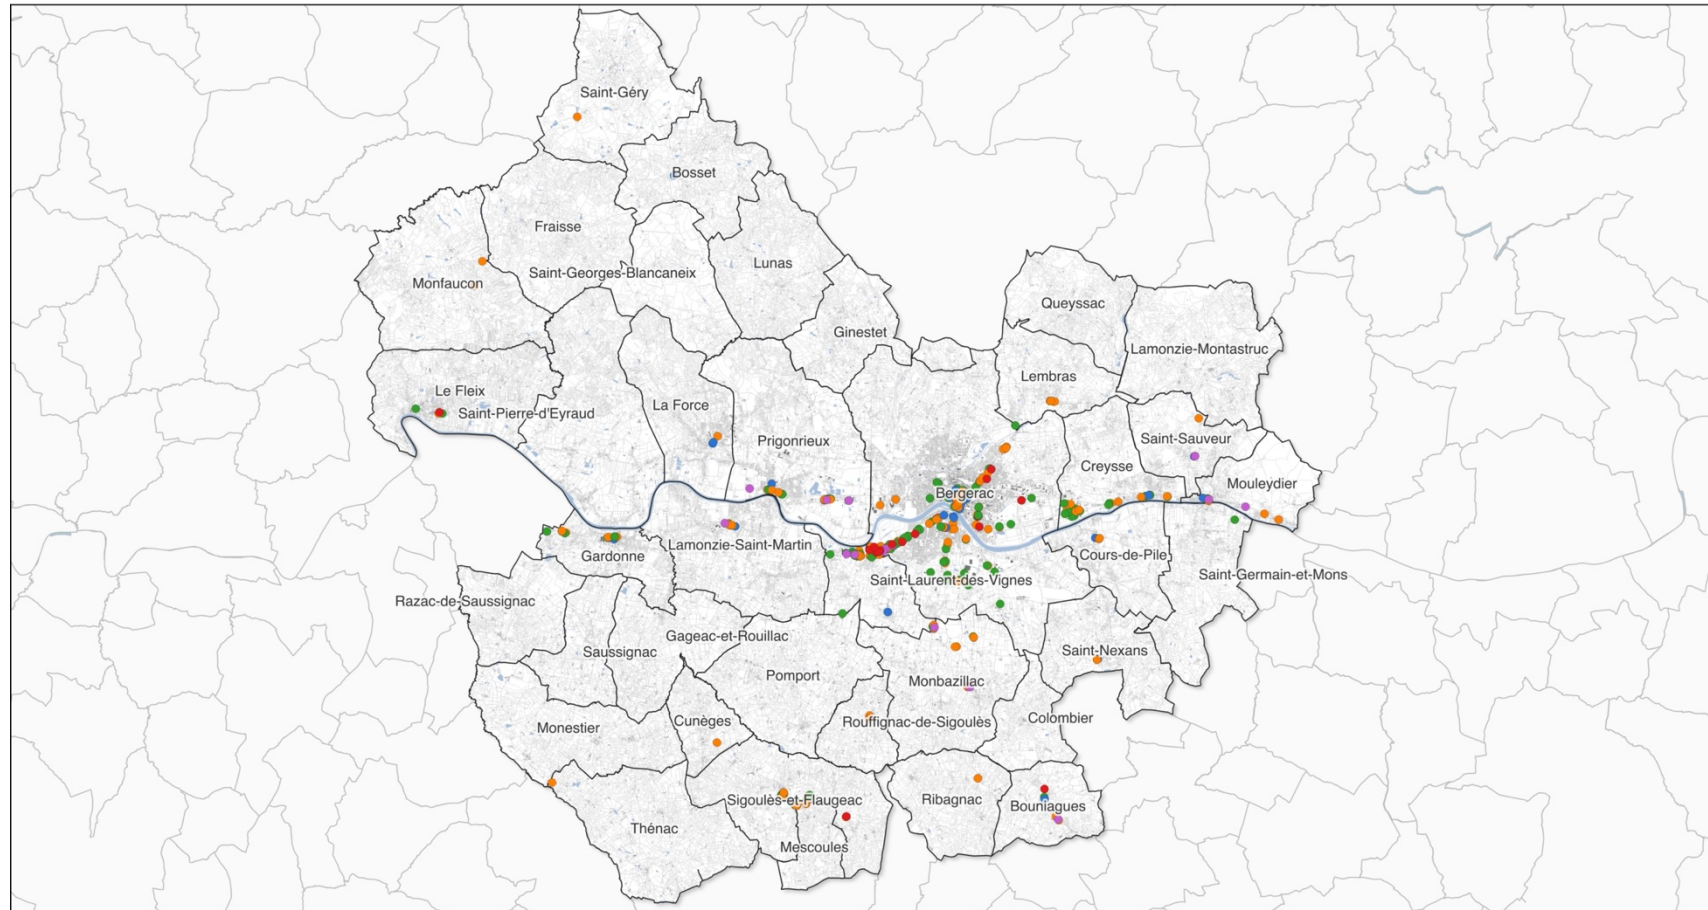 Saint-Géry
Bosset
Fraisse
Lunas
Saint-Georges-Blancaneix
Monfaucon
Queyssac
Ginestet
Lamonzie-Montastruc
Lembras
Le Fleix
La Force
Saint-Pierre-d'Eyraud
Prigonrieux
Saint-Sauveur
Creysse
Mouleydier
Bergerac
Lamonzie-Saint-Martin
Gardonne
Cours-de-Pile
Saint-Laurent-des-Vignes
Saint-Germain-et-Mons
Razac-de-Saussignac
Gageac-et-Rouillac
Saussignac
Saint-Nexans
Pomport
Monbazillac
Colombier
Cunèges
Rouffignac-de-Sigoulès
Monestier
Sigoulès-et-Flaugeac
Ribagnac
Bouniagues
Thénac
Mescoules